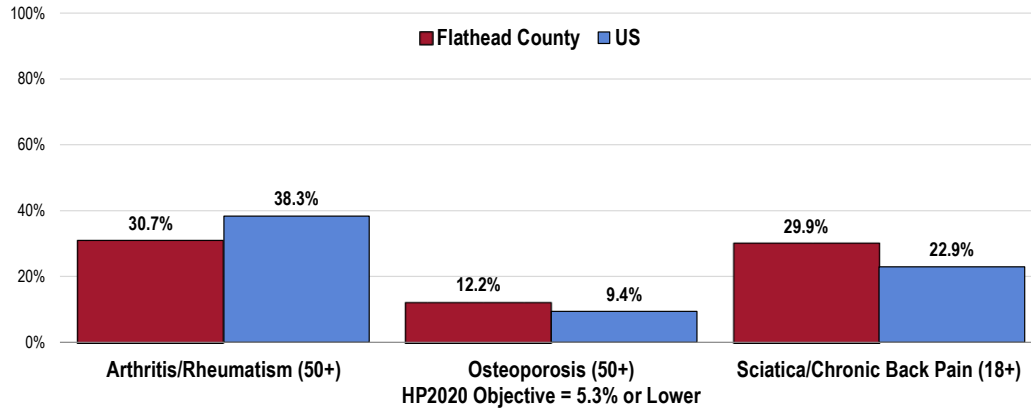 100%
Flathead County US
80%
60%
40%
20%
0%
30.7%
38.3%
12.2%
9.4%
29.9%
22.9%
Arthritis/Rheumatism (50+)
Osteoporosis (50+)
HP2020 Objective = 5.3% or Lower
Sciatica/Chronic Back Pain (18+)